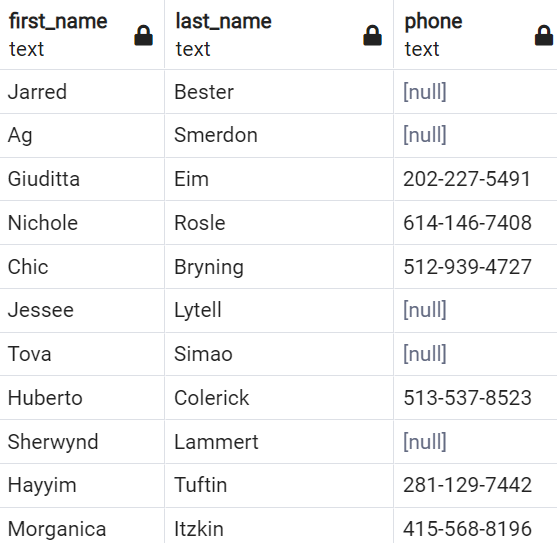 first_name last_name phone
text text text
Jarred Bester [null]
Ag Smerdon [null]
Giuditta Eim 202-227-5491
Nichole Rosle 614-146-7408
Chic Bryning 512-939-4727
Jessee Lytell [null]
Tova Simao [null]
Huberto Colerick 513-537-8523
Sherwynd Lammert [null]
Hayyim Tuftin 281-129-7442
Morganica Itzkin 415-568-8196